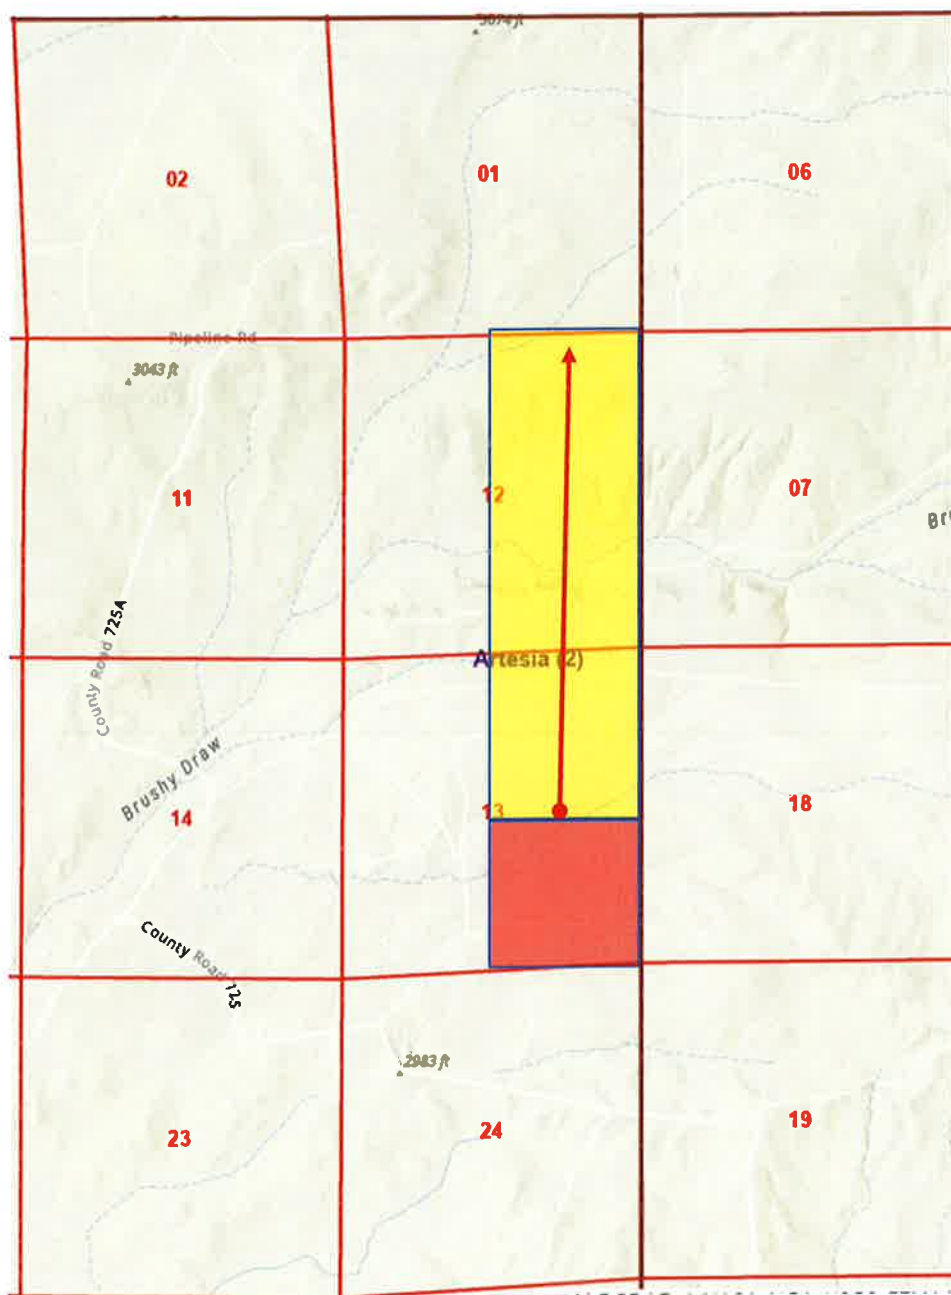 3074 ft
02
01
06
Pipeline Rd
3043 ft
11
12
07
County Road 725A
Artesia (2)
Brushy Draw
14
13
18
County Road 725
2983 ft
23
24
19